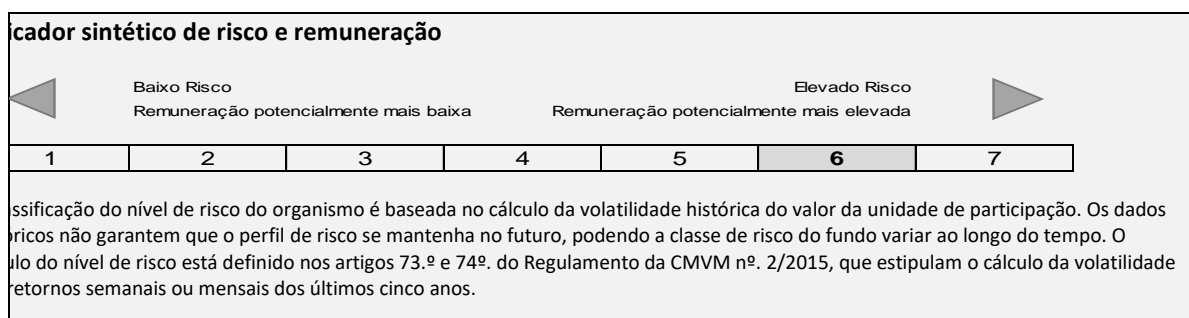 icador sintético de risco e remuneração
Baixo Risco Elevado Risco
Remuneração potencialmente mais baixa Remuneração potencialmente mais elevada
1 2 3 4 5 6 7
ssificação do nível de risco do organismo é baseada no cálculo da volatilidade histórica do valor da unidade de participação. Os dados
óricos não garantem que o perfil de risco se mantenha no futuro, podendo a classe de risco do fundo variar ao longo do tempo. O
ulo do nível de risco está definido nos artigos 73.º e 74º. do Regulamento da CMVM nº. 2/2015, que estipulam o cálculo da volatilidade
retornos semanais ou mensais dos últimos cinco anos.